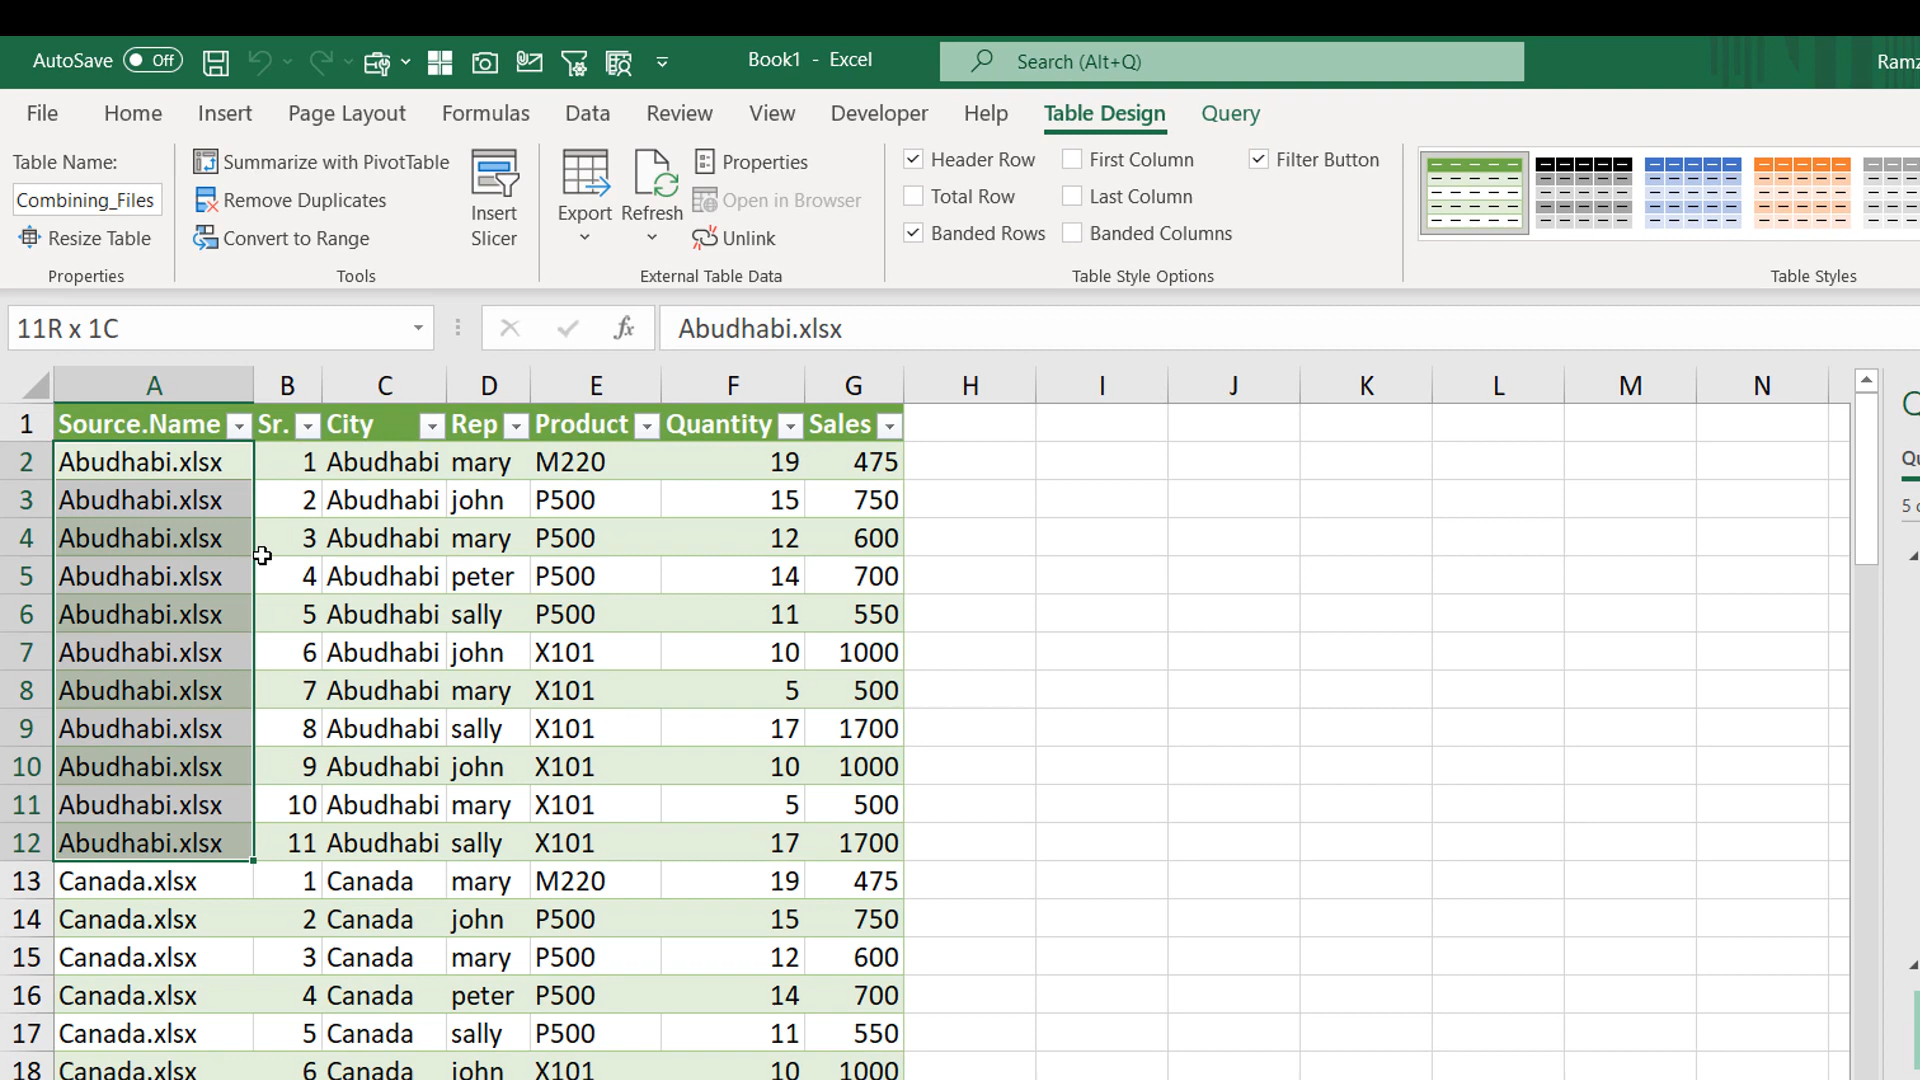 AutoSave Off Book1 - Excel Search (Alt+Q)
File Home Insert Page Layout Formulas Data Review View Developer Help Table Design Query
Table Name:
Combining_Files
Resize Table
Properties
Summarize with PivotTable
Remove Duplicates
Convert to Range
Insert
Slicer
Tools
Export
Refresh
Properties
Open in Browser
Unlink
External Table Data
Header Row First Column Filter Button
Total Row Last Column
Banded Rows Banded Columns
Table Style Options
Table Styles
11R x 1C fx Abudhabi.xlsx
A B C D E F G H I J K L M N
1 Source.Name Sr. City Rep Product Quantity Sales
2 Abudhabi.xlsx 1 Abudhabi mary M220 19 475
3 Abudhabi.xlsx 2 Abudhabi john P500 15 750
4 Abudhabi.xlsx 3 Abudhabi mary P500 12 600
5 Abudhabi.xlsx 4 Abudhabi peter P500 14 700
6 Abudhabi.xlsx 5 Abudhabi sally P500 11 550
7 Abudhabi.xlsx 6 Abudhabi john X101 10 1000
8 Abudhabi.xlsx 7 Abudhabi mary X101 5 500
9 Abudhabi.xlsx 8 Abudhabi sally X101 17 1700
10 Abudhabi.xlsx 9 Abudhabi john X101 10 1000
11 Abudhabi.xlsx 10 Abudhabi mary X101 5 500
12 Abudhabi.xlsx 11 Abudhabi sally X101 17 1700
13 Canada.xlsx 1 Canada mary M220 19 475
14 Canada.xlsx 2 Canada john P500 15 750
15 Canada.xlsx 3 Canada mary P500 12 600
16 Canada.xlsx 4 Canada peter P500 14 700
17 Canada.xlsx 5 Canada sally P500 11 550
18 Canada.xlsx 6 Canada john X101 10 1000